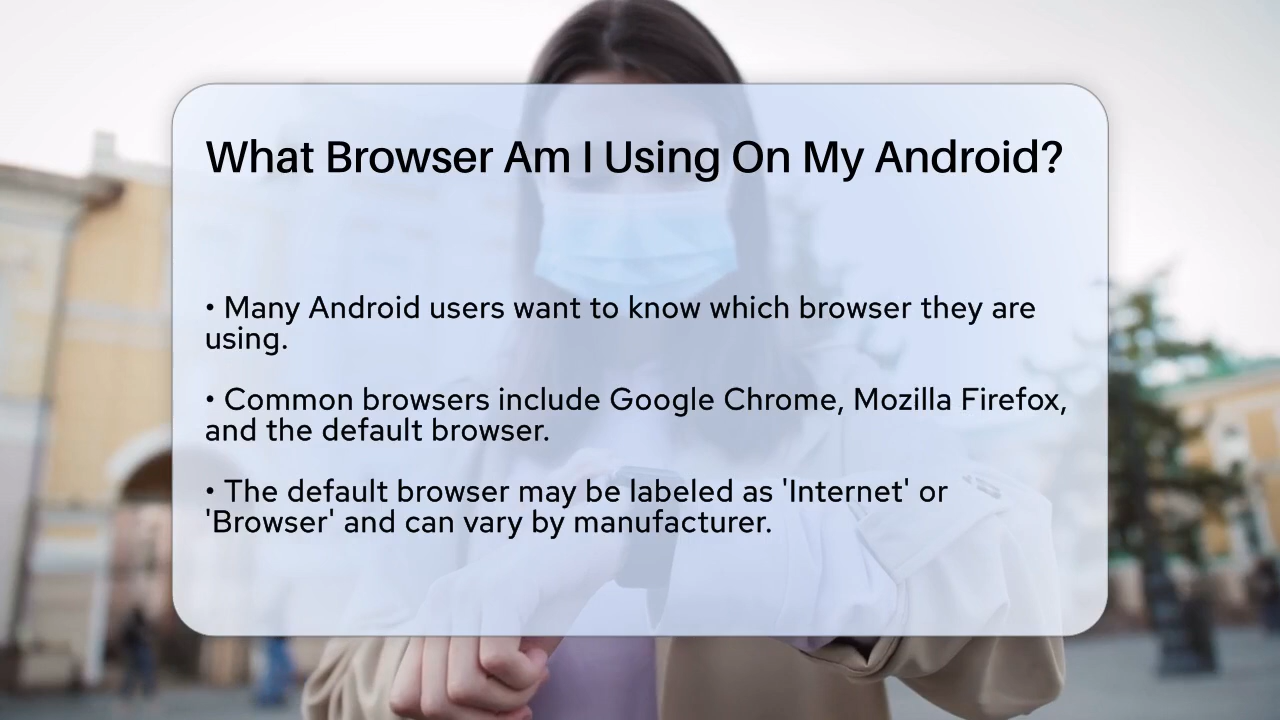 What Browser Am I Using On My Android?
• Many Android users want to know which browser they are
using.
• Common browsers include Google Chrome, Mozilla Firefox,
and the default browser.
• The default browser may be labeled as 'Internet' or
'Browser' and can vary by manufacturer.